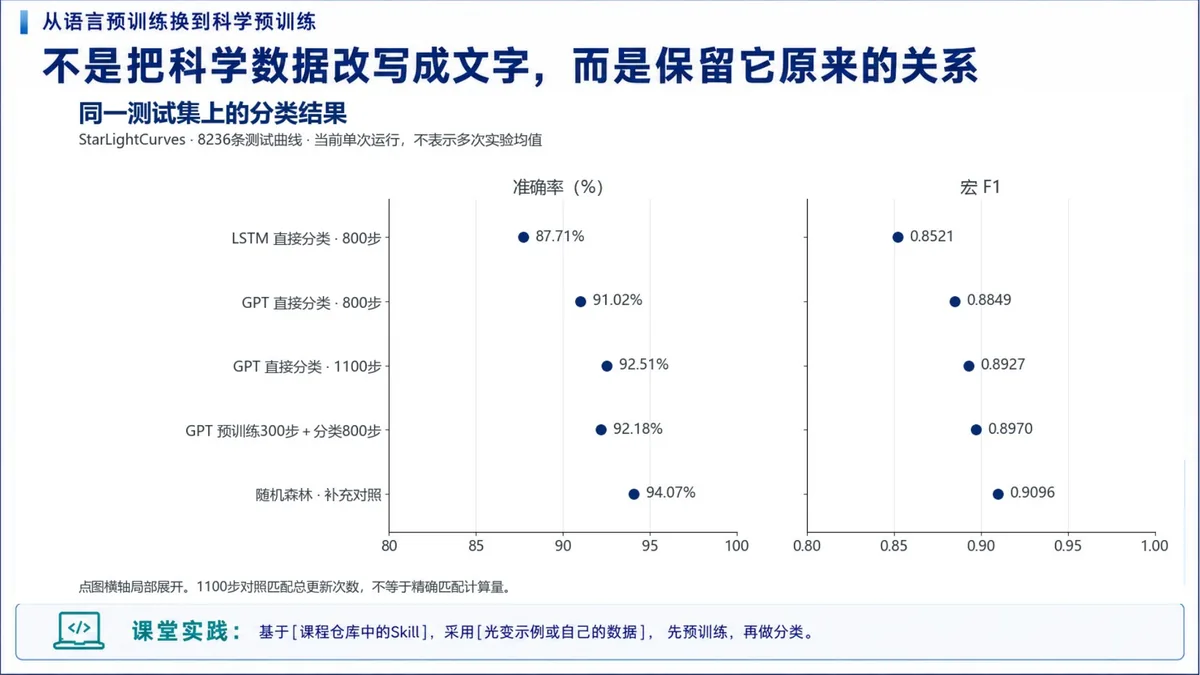 从语言预训练换到科学预训练
不是把科学数据改写成文字，而是保留它原来的关系
同一测试集上的分类结果
StarLightCurves · 8236条测试曲线 · 当前单次运行，不表示多次实验均值
准确率（%）
宏 F1
LSTM 直接分类 · 800步
87.71%
0.8521
GPT 直接分类 · 800步
91.02%
0.8849
GPT 直接分类 · 1100步
92.51%
0.8927
GPT 预训练300步 + 分类800步
92.18%
0.8970
随机森林 · 补充对照
94.07%
0.9096
80 85 90 95 100
0.80 0.85 0.90 0.95 1.00
点图横轴局部展开。1100步对照匹配总更新次数，不等于精确匹配计算量。
</>
课堂实践：基于[课程仓库中的Skill]，采用[光变示例或自己的数据]，先预训练，再做分类。